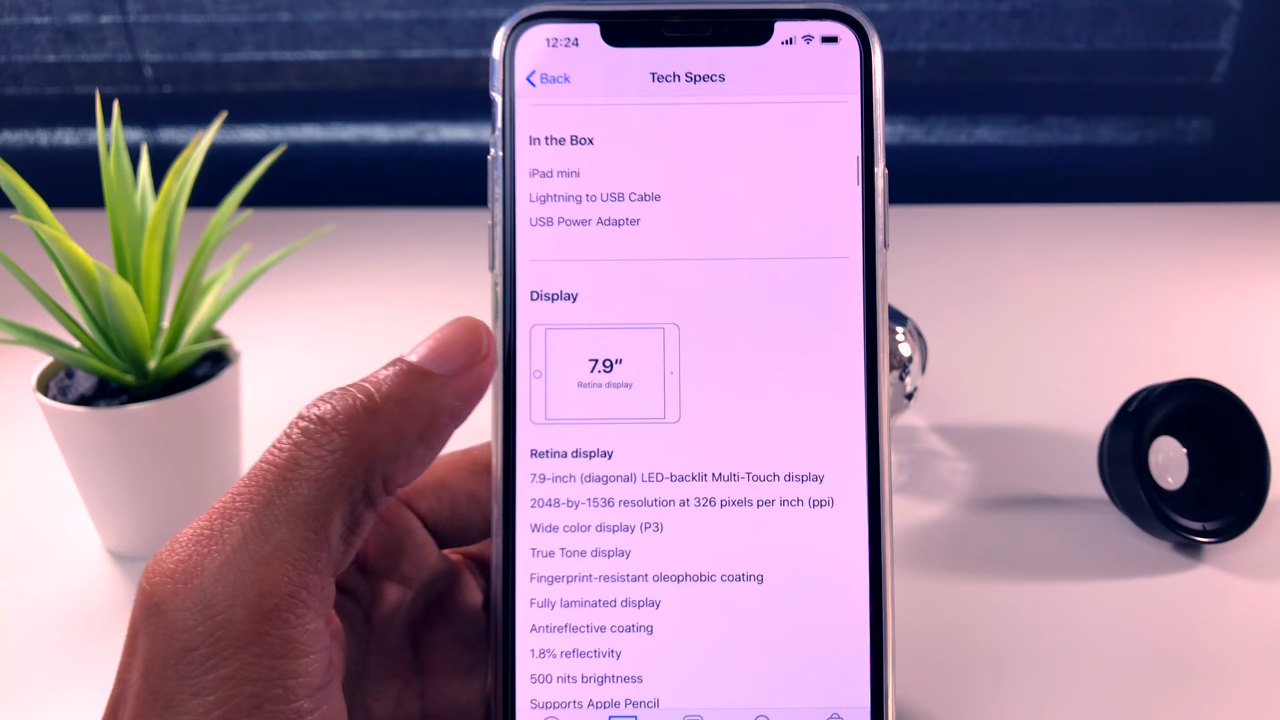 12:24
Back
Tech Specs
In the Box
iPad mini
Lightning to USB Cable
USB Power Adapter
Display
7.9″
Retina display
Retina display
7.9-inch (diagonal) LED-backlit Multi-Touch display
2048-by-1536 resolution at 326 pixels per inch (ppi)
Wide color display (P3)
True Tone display
Fingerprint-resistant oleophobic coating
Fully laminated display
Antireflective coating
1.8% reflectivity
500 nits brightness
Supports Apple Pencil